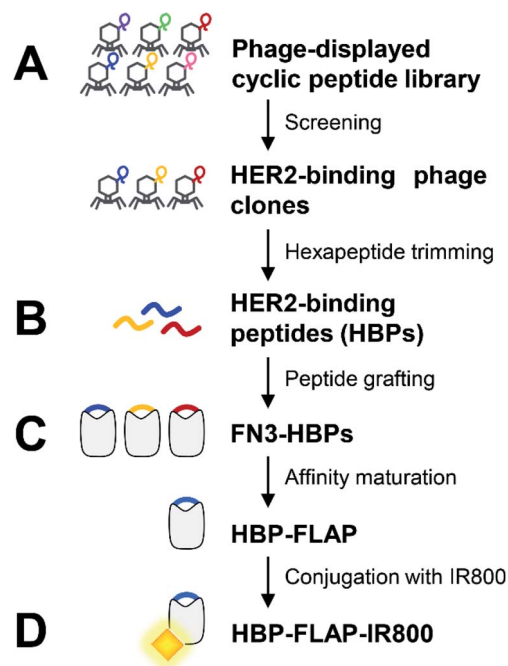 A
Phage-displayed
cyclic peptide library
Screening
HER2-binding phage
clones
Hexapeptide trimming
B
HER2-binding
peptides (HBPs)
Peptide grafting
C
FN3-HBPs
Affinity maturation
HBP-FLAP
Conjugation with IR800
D
HBP-FLAP-IR800